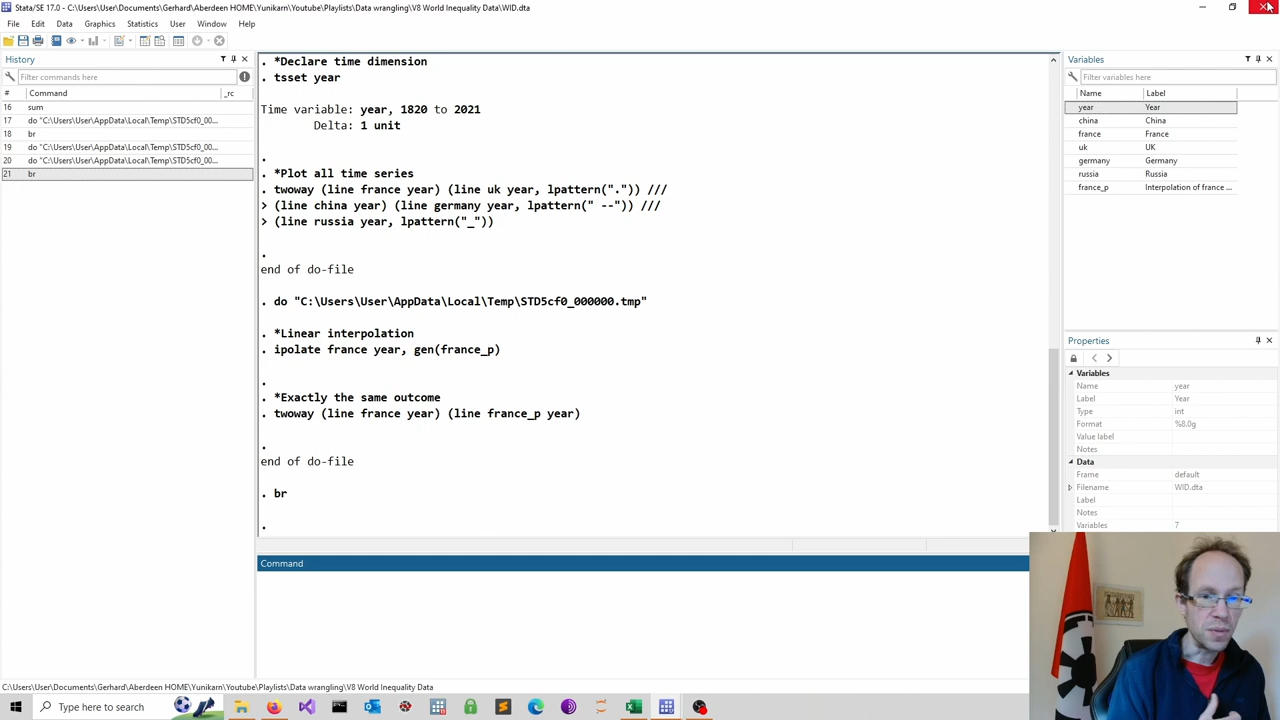 Stata/SE 17.0 - C:\Users\User\Documents\Gerhard\Aberdeen HOME\Yunikarn\Youtube\Playlists\Data wrangling\V8 World Inequality Data\WID.dta
File Edit Data Graphics Statistics User Window Help
History
Filter commands here
# Command _rc
16 sum
17 do "C:\Users\User\AppData\Local\Temp\STD5cf0_00...
18 br
19 do "C:\Users\User\AppData\Local\Temp\STD5cf0_00...
20 do "C:\Users\User\AppData\Local\Temp\STD5cf0_00...
21 br
. *Declare time dimension
. tsset year
Time variable: year, 1820 to 2021
Delta: 1 unit
.
. *Plot all time series
. twoway (line france year) (line uk year, lpattern(".")) ///
> (line china year) (line germany year, lpattern(" --")) ///
> (line russia year, lpattern("_"))
.
end of do-file
. do "C:\Users\User\AppData\Local\Temp\STD5cf0_000000.tmp"
. *Linear interpolation
. ipolate france year, gen(france_p)
.
. *Exactly the same outcome
. twoway (line france year) (line france_p year)
.
end of do-file
. br
.
Command
Variables
Filter variables here
Name Label
year Year
china China
france France
uk UK
germany Germany
russia Russia
france_p Interpolation of france ...
Properties
Variables
Name year
Label Year
Type int
Format %8.0g
Value label
Notes
Data
Frame default
Filename WID.dta
Label
Notes
Variables 7
C:\Users\User\Documents\Gerhard\Aberdeen HOME\Yunikarn\Youtube\Playlists\Data wrangling\V8 World Inequality Data
Type here to search